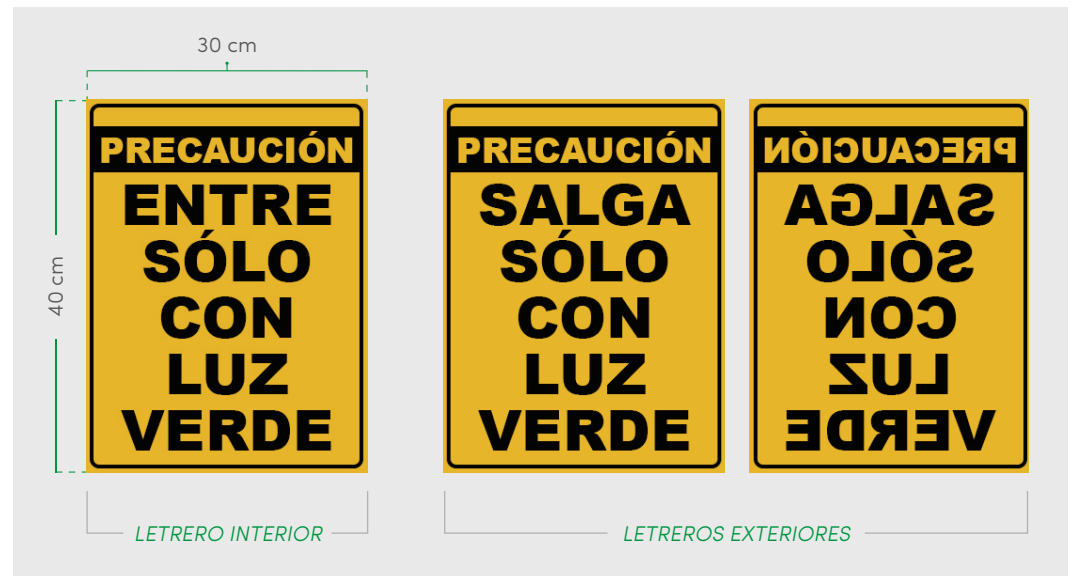 30 cm
40 cm
PRECAUCIÓN
ENTRE
SÓLO
CON
LUZ
VERDE
LETRERO INTERIOR
PRECAUCIÓN
SALGA
SÓLO
CON
LUZ
VERDE
PRECAUCIÓN
SALGA
SÓLO
CON
LUZ
VERDE
LETREROS EXTERIORES